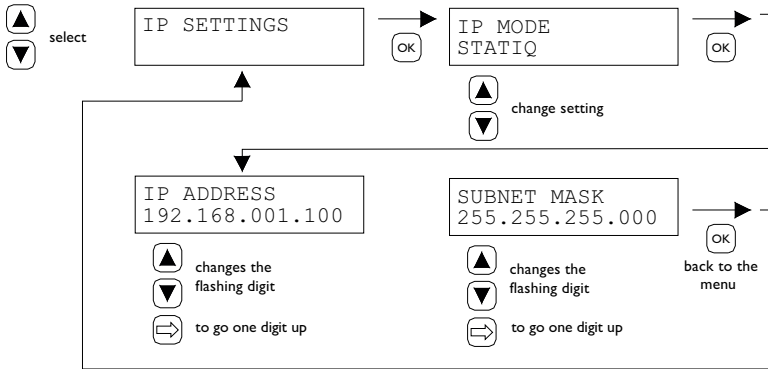 select
IP SETTINGS
OK
IP MODE
STATIQ
OK
change setting
IP ADDRESS
192.168.001.100
SUBNET MASK
255.255.255.000
OK
back to the
menu
changes the
flashing digit
to go one digit up
changes the
flashing digit
to go one digit up